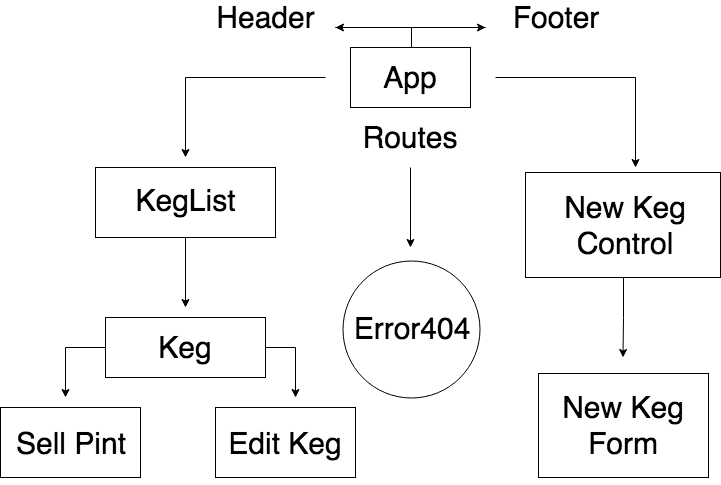 Header
Footer
App
Routes
KegList
New Keg
Control
Error404
Keg
New Keg
Form
Sell Pint
Edit Keg